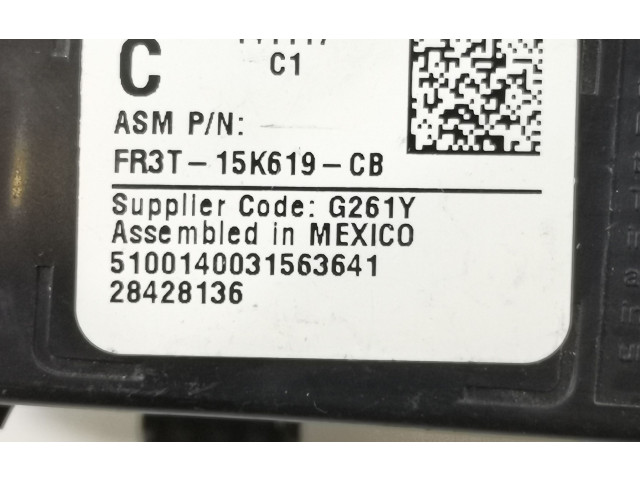 C
C1
ASM P/N:
FR3T-15K619-CB
Supplier Code: G261Y
Assembled in MEXICO
5100140031563641
28428136